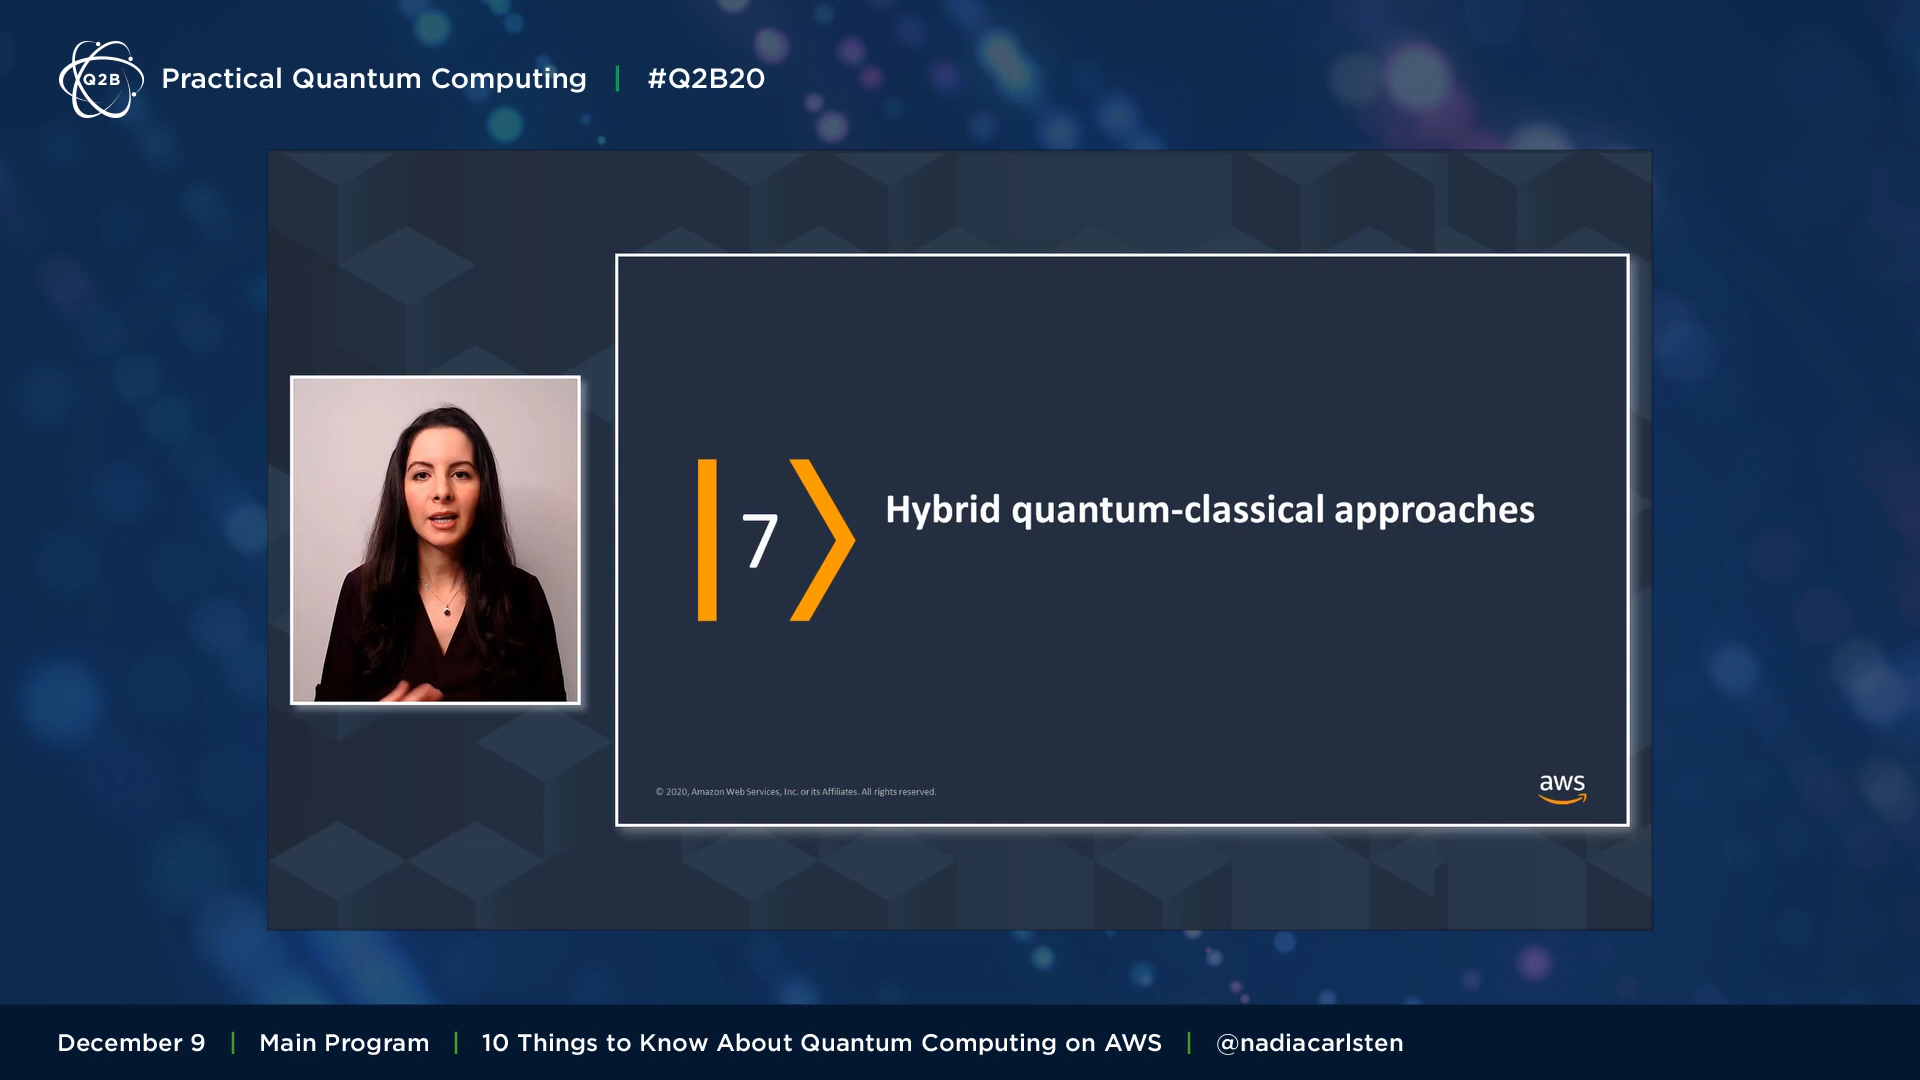 Q2B
Practical Quantum Computing | #Q2B20
|7〉
Hybrid quantum-classical approaches
© 2020, Amazon Web Services, Inc. or its Affiliates. All rights reserved.
aws
December 9 | Main Program | 10 Things to Know About Quantum Computing on AWS | @nadiacarlsten